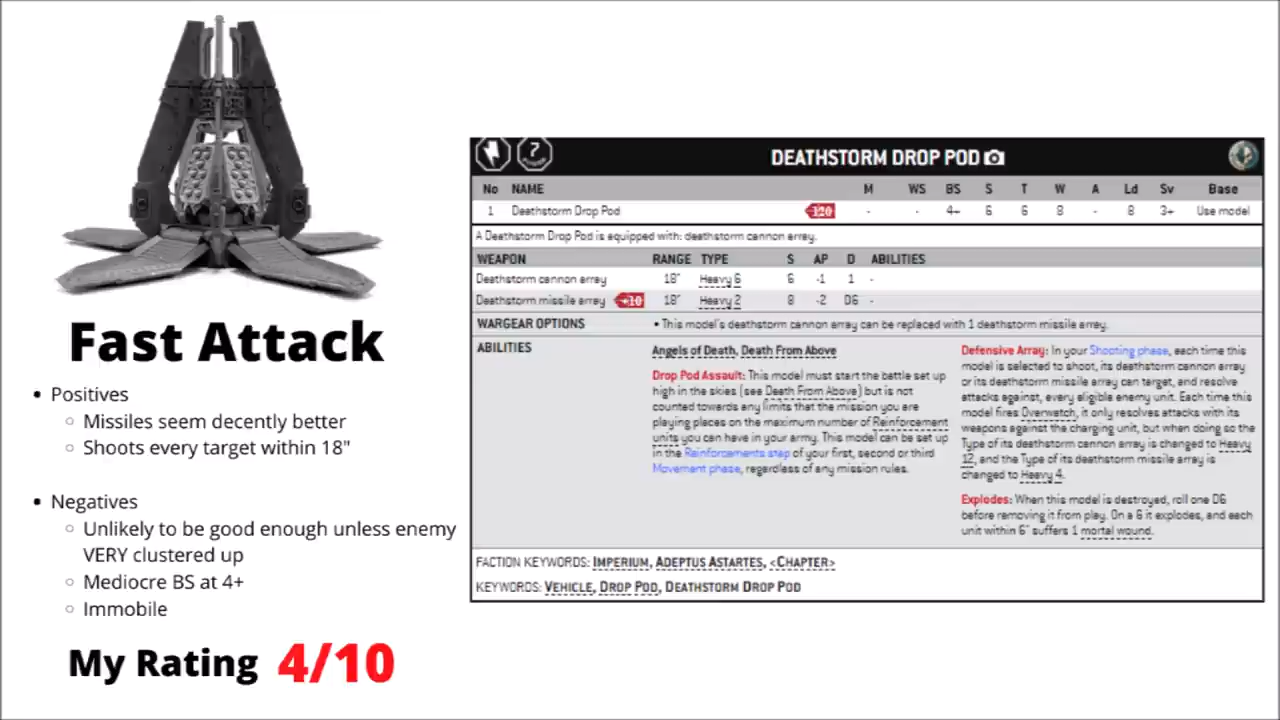 Fast Attack
• Positives
○ Missiles seem decently better
○ Shoots every target within 18"
• Negatives
○ Unlikely to be good enough unless enemy
VERY clustered up
○ Mediocre BS at 4+
○ Immobile
My Rating 4/10
7
DEATHSTORM DROP POD
No NAME M WS BS S T W A Ld Sv Base
1 Deathstorm Drop Pod 120 - - 4+ 6 6 8 - 8 3+ Use model
A Deathstorm Drop Pod is equipped with: deathstorm cannon array.
WEAPON RANGE TYPE S AP D ABILITIES
Deathstorm cannon array 18" Heavy 6 6 -1 1 -
Deathstorm missile array +10 18" Heavy 2 8 -2 D6 -
WARGEAR OPTIONS • This model's deathstorm cannon array can be replaced with 1 deathstorm missile array.
ABILITIES
Angels of Death, Death From Above
Drop Pod Assault: This model must start the battle set up
high in the skies (see Death From Above) but is not
counted towards any limits that the mission you are
playing places on the maximum number of Reinforcement
units you can have in your army. This model can be set up
in the Reinforcements step of your first, second or third
Movement phase, regardless of any mission rules.
Defensive Array: In your Shooting phase, each time this
model is selected to shoot, its deathstorm cannon array
or its deathstorm missile array can target, and resolve
attacks against, every eligible enemy unit. Each time this
model fires Overwatch, it only resolves attacks with its
weapons against the charging unit, but when doing so the
Type of its deathstorm cannon array is changed to Heavy
12, and the Type of its deathstorm missile array is
changed to Heavy 4.
Explodes: When this model is destroyed, roll one D6
before removing it from play. On a 6 it explodes, and each
unit within 6" suffers 1 mortal wound.
FACTION KEYWORDS: IMPERIUM, ADEPTUS ASTARTES, <CHAPTER>
KEYWORDS: VEHICLE, DROP POD, DEATHSTORM DROP POD